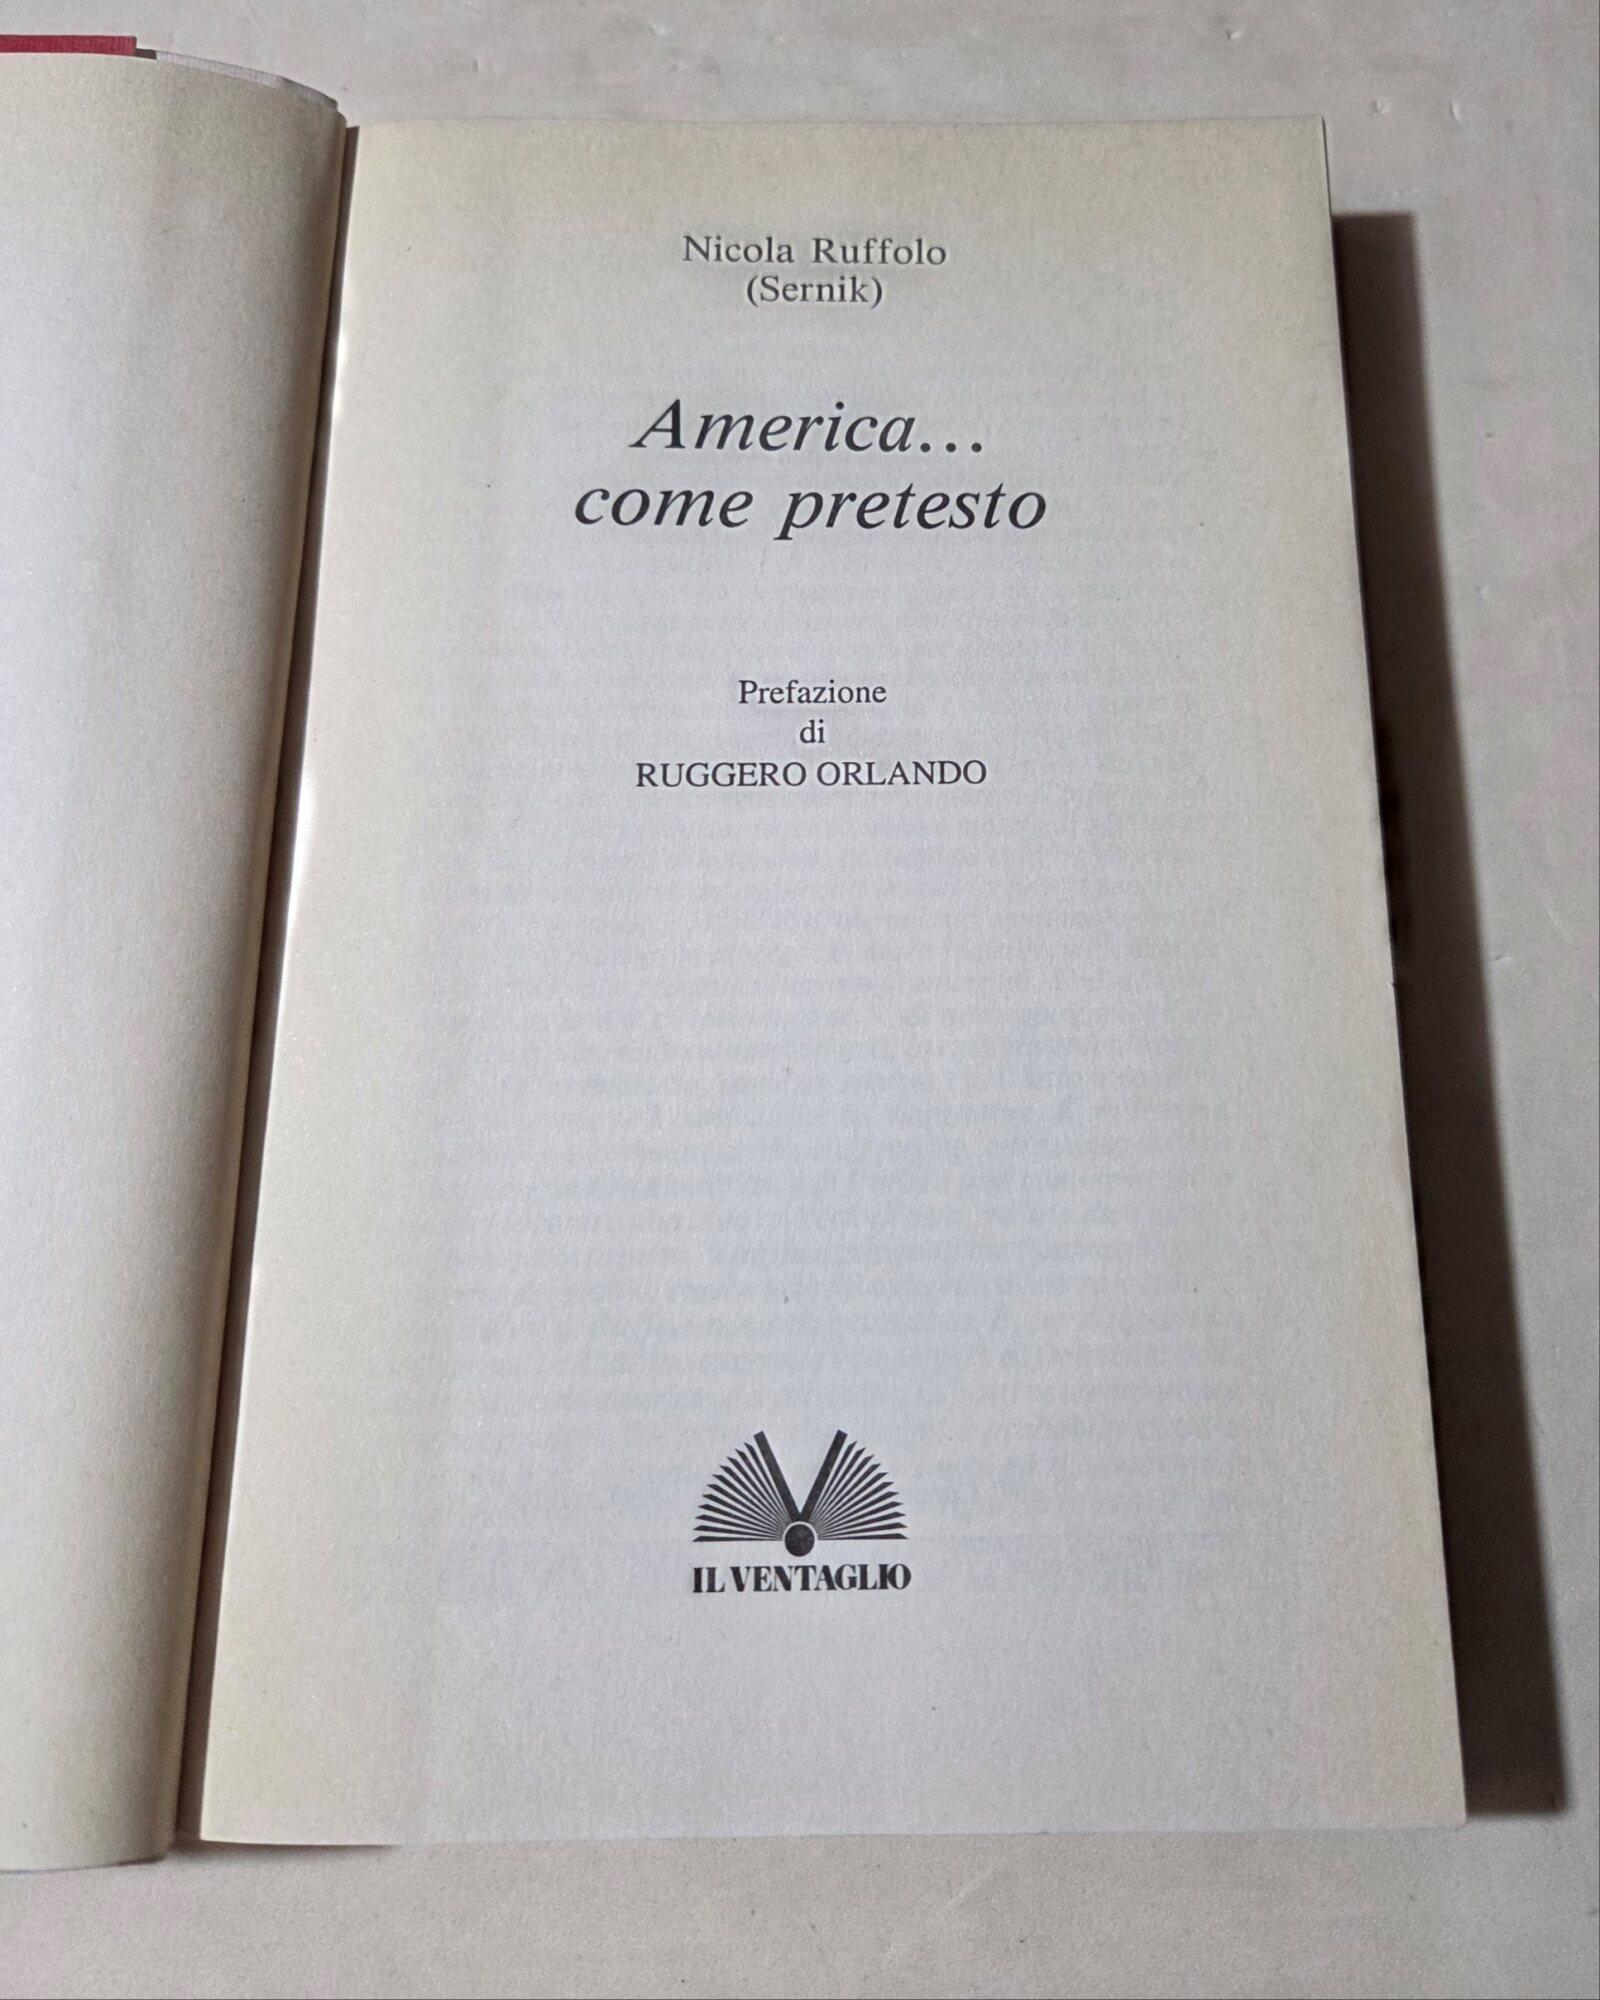 Nicola Ruffolo
(Sernik)
America...
come pretesto
Prefazione
di
RUGGERO ORLANDO
IL VENTAGLIO